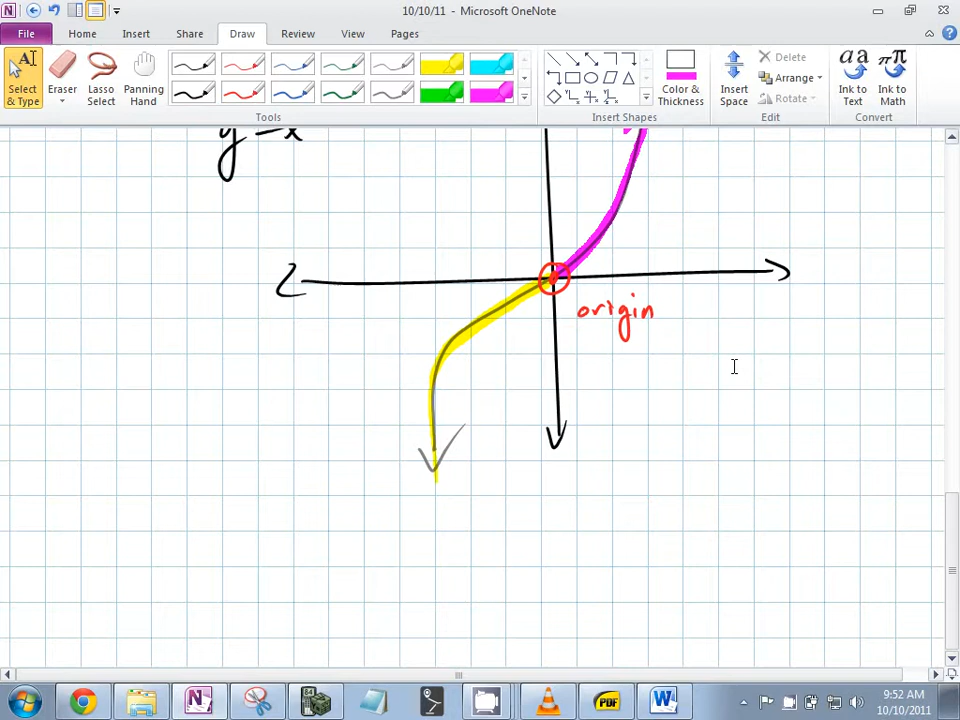 10/10/11 - Microsoft OneNote
File Home Insert Share Draw Review View Pages
Select & Type
Eraser
Lasso Select
Panning Hand
Color & Thickness
Insert Space
Delete
Arrange
Rotate
Ink to Text
Ink to Math
Tools Insert Shapes Edit Convert
origin
PDF
9:52 AM
10/10/2011